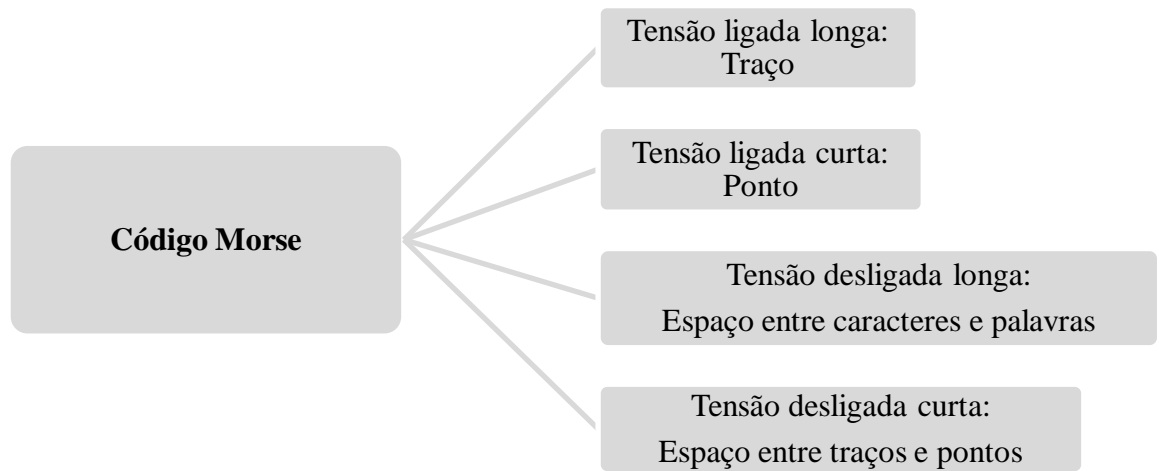 Código Morse
Tensão ligada longa:
Traço
Tensão ligada curta:
Ponto
Tensão desligada longa:
Espaço entre caracteres e palavras
Tensão desligada curta:
Espaço entre traços e pontos